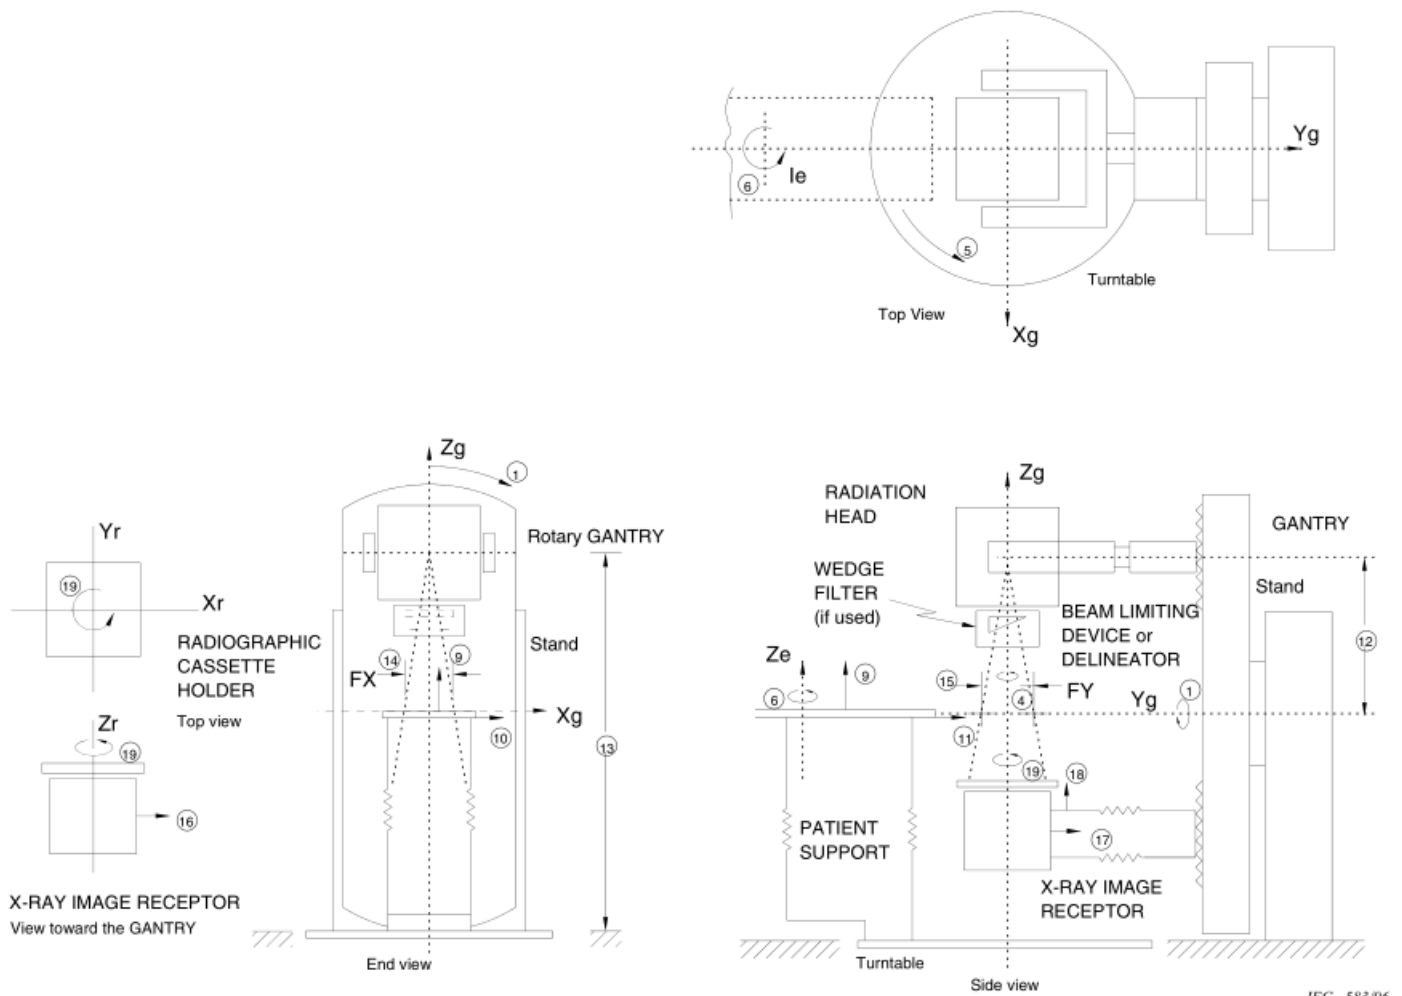 Yg
Ie
6
5
Turntable
Top View
Xg
Zg
1
Rotary GANTRY
Stand
14
9
FX
Xg
10
13
End view
Yr
19
Xr
RADIOGRAPHIC
CASSETTE
HOLDER
Top view
Zr
19
16
X-RAY IMAGE RECEPTOR
View toward the GANTRY
Zg
RADIATION
HEAD
GANTRY
WEDGE
FILTER
(if used)
Stand
BEAM LIMITING
DEVICE or
DELINEATOR
12
Ze
9
6
15
4
FY
Yg
1
11
19
18
17
PATIENT
SUPPORT
X-RAY IMAGE
RECEPTOR
Turntable
Side view